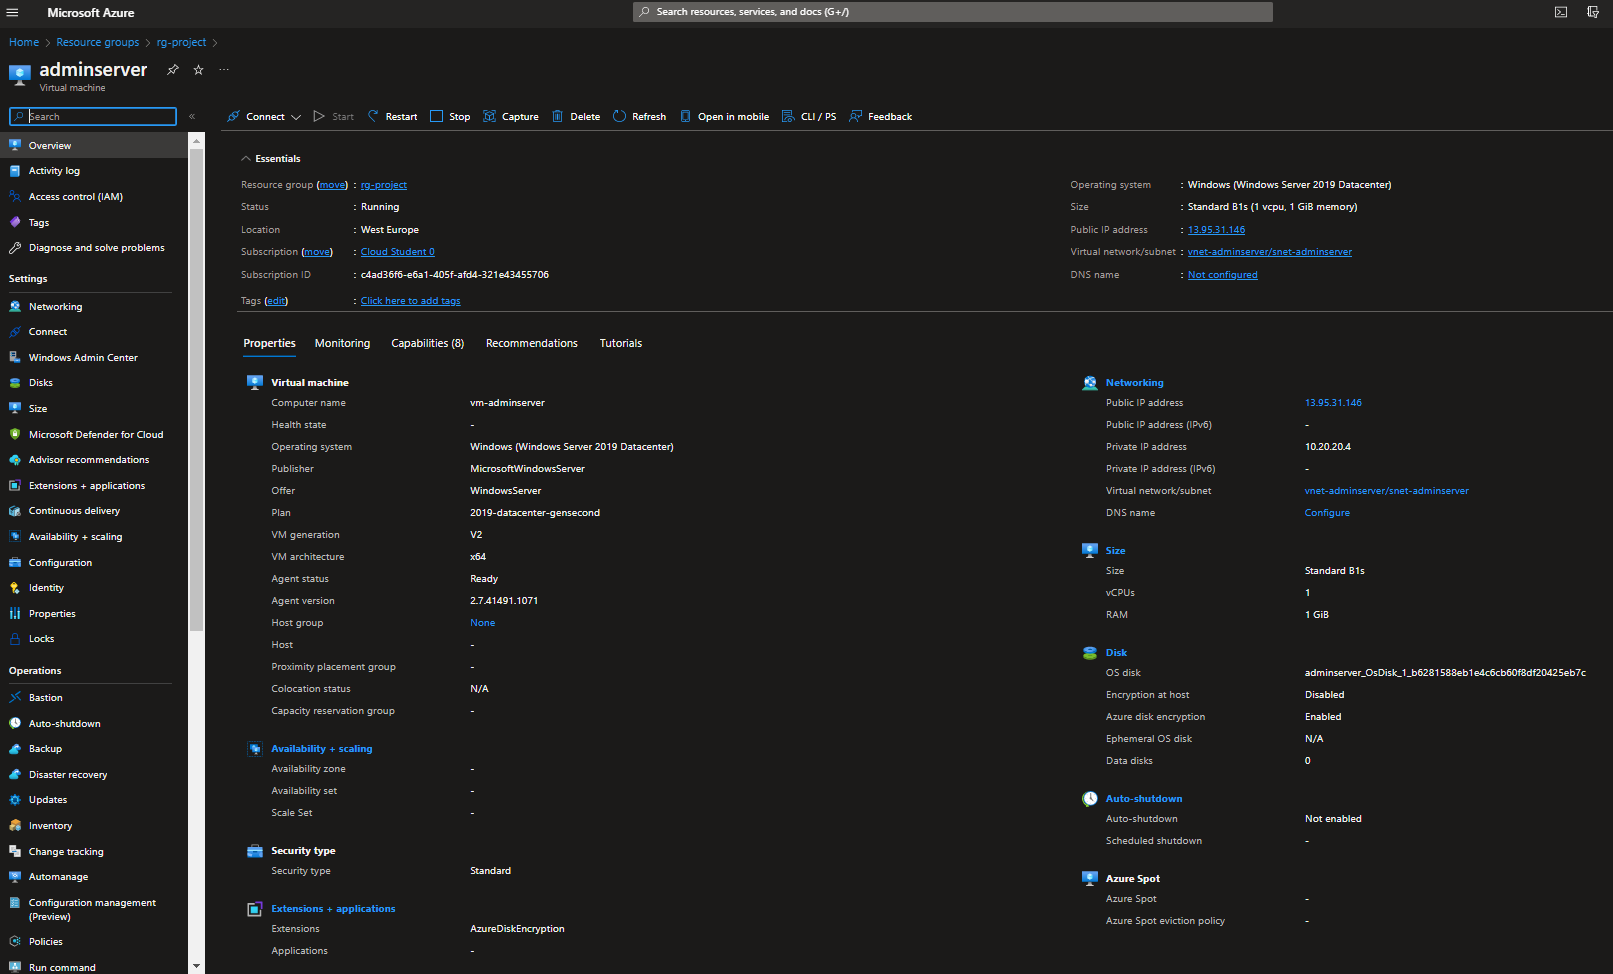 Microsoft Azure
Search resources, services, and docs (G+/)
Home > Resource groups > rg-project >
adminserver
Virtual machine
Search
Overview
Activity log
Access control (IAM)
Tags
Diagnose and solve problems
Settings
Networking
Connect
Windows Admin Center
Disks
Size
Microsoft Defender for Cloud
Advisor recommendations
Extensions + applications
Continuous delivery
Availability + scaling
Configuration
Identity
Properties
Locks
Operations
Bastion
Auto-shutdown
Backup
Disaster recovery
Updates
Inventory
Change tracking
Automanage
Configuration management
(Preview)
Policies
Run command
Connect Start Restart Stop Capture Delete Refresh Open in mobile CLI / PS Feedback
Essentials
Resource group (move) : rg-project
Status : Running
Location : West Europe
Subscription (move) : Cloud Student 0
Subscription ID : c4ad36f6-e6a1-405f-afd4-321e43455706
Tags (edit) : Click here to add tags
Operating system : Windows (Windows Server 2019 Datacenter)
Size : Standard B1s (1 vcpu, 1 GiB memory)
Public IP address : 13.95.31.146
Virtual network/subnet : vnet-adminserver/snet-adminserver
DNS name : Not configured
Properties Monitoring Capabilities (8) Recommendations Tutorials
Virtual machine
Computer name vm-adminserver
Health state -
Operating system Windows (Windows Server 2019 Datacenter)
Publisher MicrosoftWindowsServer
Offer WindowsServer
Plan 2019-datacenter-gensecond
VM generation V2
VM architecture x64
Agent status Ready
Agent version 2.7.41491.1071
Host group None
Host -
Proximity placement group -
Colocation status N/A
Capacity reservation group -
Availability + scaling
Availability zone -
Availability set -
Scale Set -
Security type
Security type Standard
Extensions + applications
Extensions AzureDiskEncryption
Applications -
Networking
Public IP address 13.95.31.146
Public IP address (IPv6) -
Private IP address 10.20.20.4
Private IP address (IPv6) -
Virtual network/subnet vnet-adminserver/snet-adminserver
DNS name Configure
Size
Size Standard B1s
vCPUs 1
RAM 1 GiB
Disk
OS disk adminserver_OsDisk_1_b6281588eb1e4c6cb60f8df20425eb7c
Encryption at host Disabled
Azure disk encryption Enabled
Ephemeral OS disk N/A
Data disks 0
Auto-shutdown
Auto-shutdown Not enabled
Scheduled shutdown -
Azure Spot
Azure Spot -
Azure Spot eviction policy -